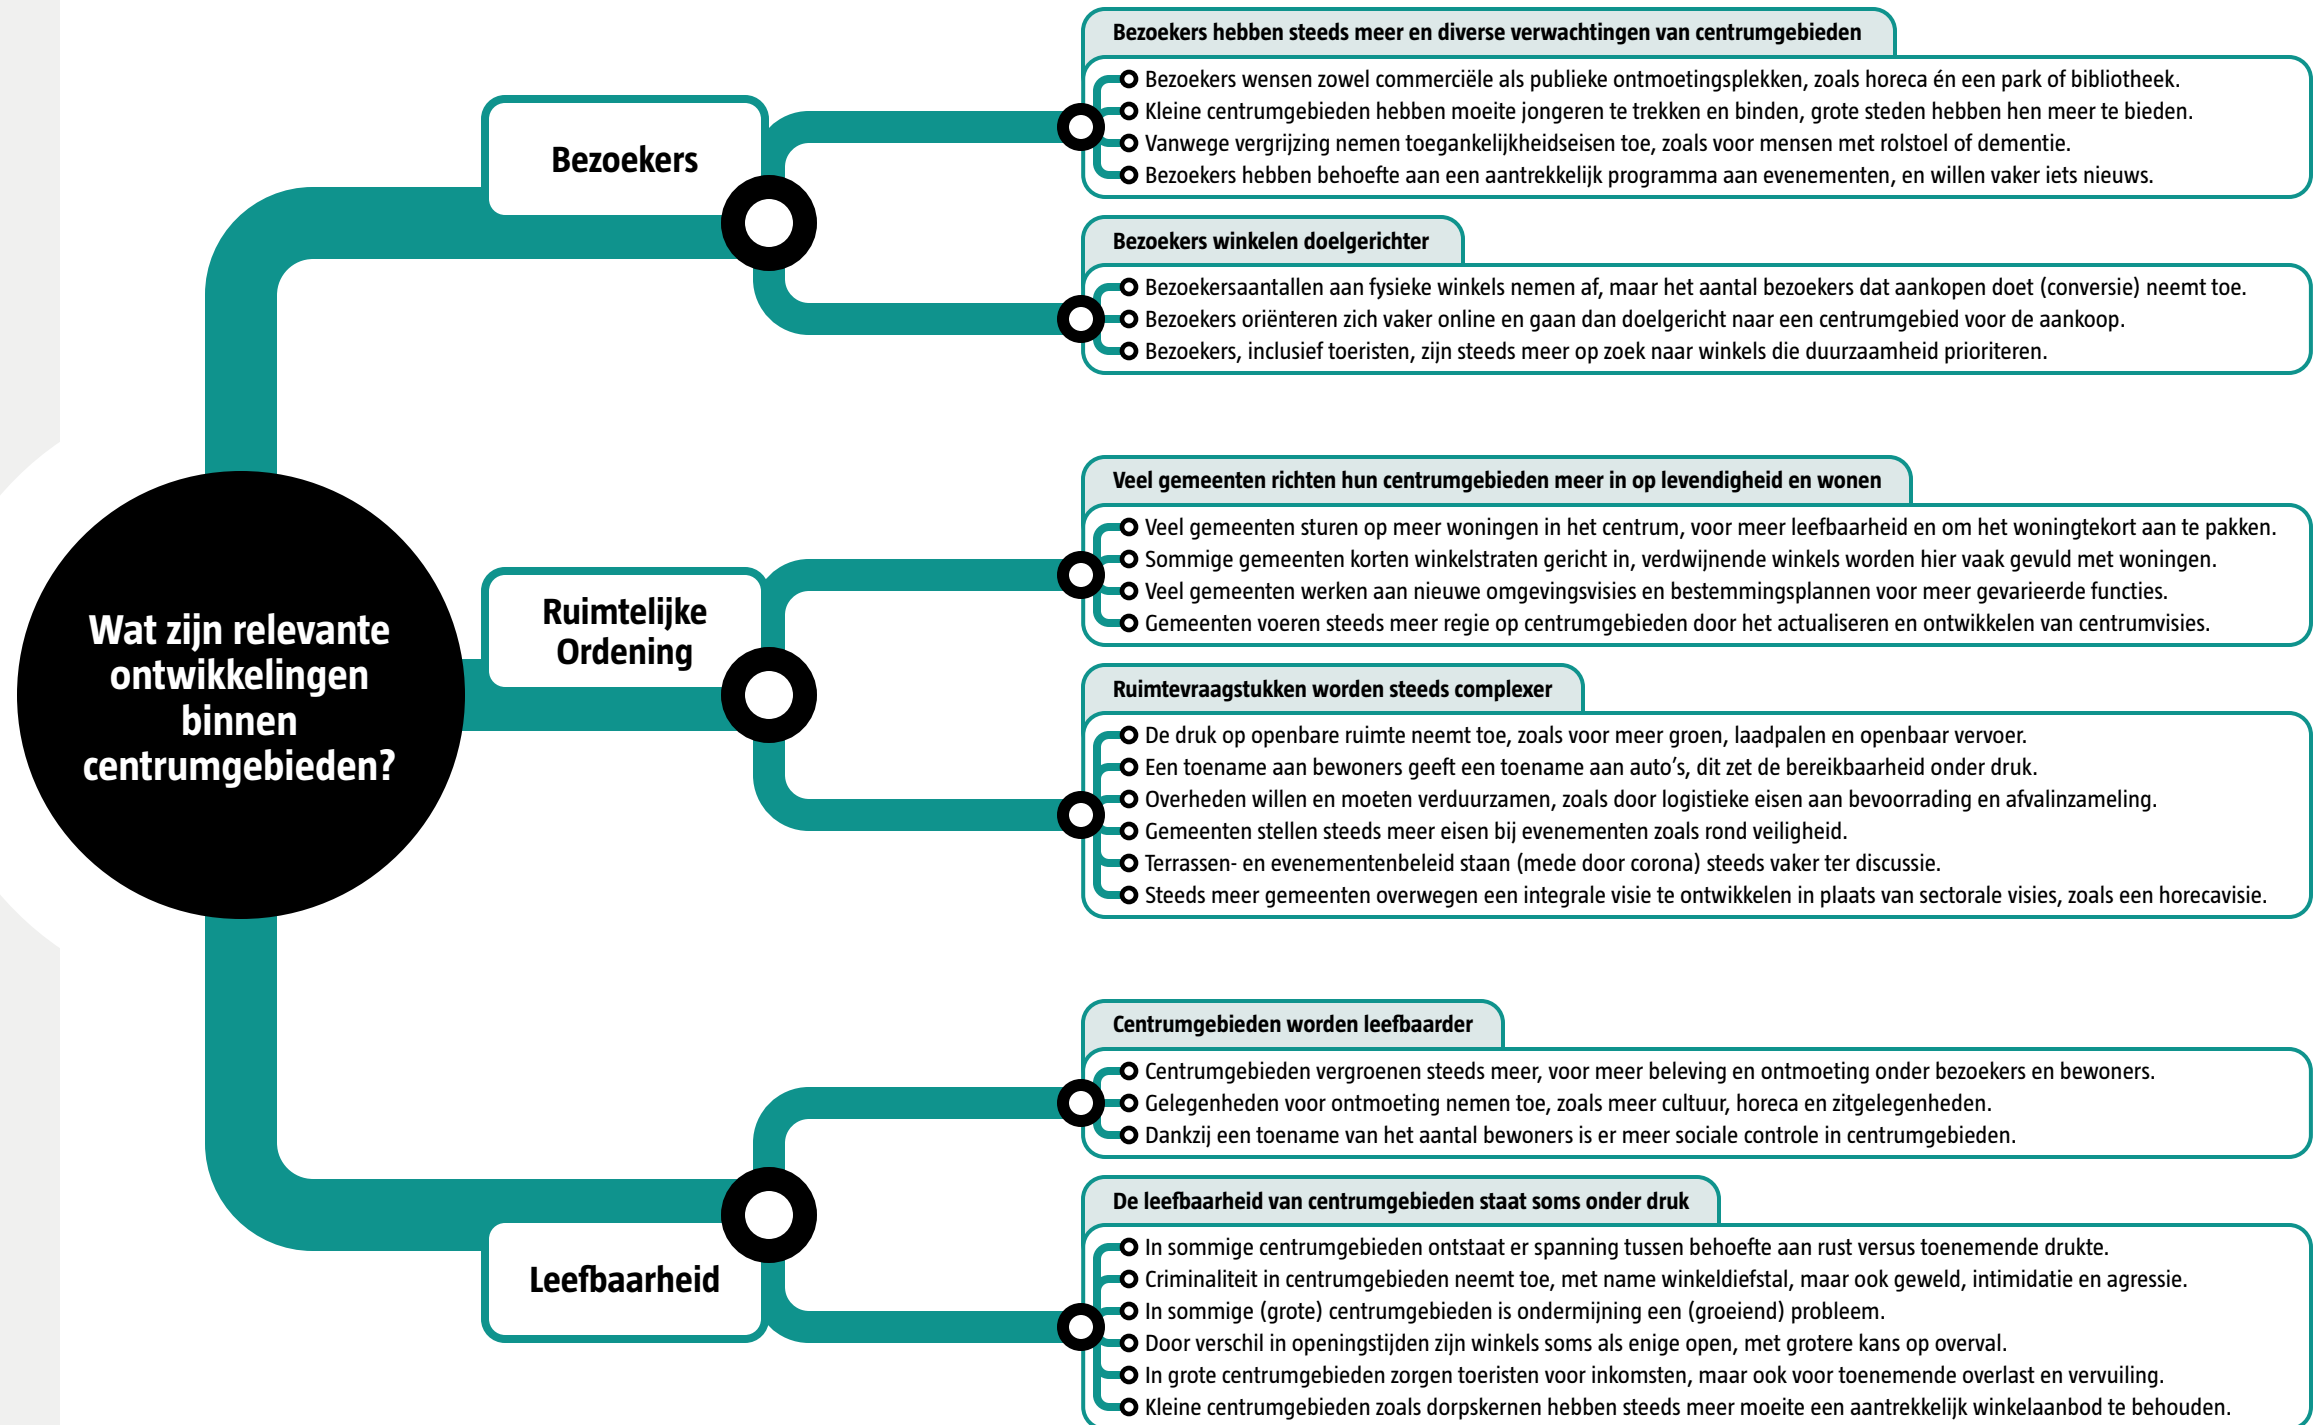 Wat zijn relevante
ontwikkelingen
binnen
centrumgebieden?
Bezoekers
Bezoekers hebben steeds meer en diverse verwachtingen van centrumgebieden
Bezoekers wensen zowel commerciële als publieke ontmoetingsplekken, zoals horeca én een park of bibliotheek.
Kleine centrumgebieden hebben moeite jongeren te trekken en binden, grote steden hebben hen meer te bieden.
Vanwege vergrijzing nemen toegankelijkheidseisen toe, zoals voor mensen met rolstoel of dementie.
Bezoekers hebben behoefte aan een aantrekkelijk programma aan evenementen, en willen vaker iets nieuws.
Bezoekers winkelen doelgerichter
Bezoekersaantallen aan fysieke winkels nemen af, maar het aantal bezoekers dat aankopen doet (conversie) neemt toe.
Bezoekers oriënteren zich vaker online en gaan dan doelgericht naar een centrumgebied voor de aankoop.
Bezoekers, inclusief toeristen, zijn steeds meer op zoek naar winkels die duurzaamheid prioriteren.
Ruimtelijke
Ordening
Veel gemeenten richten hun centrumgebieden meer in op levendigheid en wonen
Veel gemeenten sturen op meer woningen in het centrum, voor meer leefbaarheid en om het woningtekort aan te pakken.
Sommige gemeenten korten winkelstraten gericht in, verdwijnende winkels worden hier vaak gevuld met woningen.
Veel gemeenten werken aan nieuwe omgevingsvisies en bestemmingsplannen voor meer gevarieerde functies.
Gemeenten voeren steeds meer regie op centrumgebieden door het actualiseren en ontwikkelen van centrumvisies.
Ruimtevraagstukken worden steeds complexer
De druk op openbare ruimte neemt toe, zoals voor meer groen, laadpalen en openbaar vervoer.
Een toename aan bewoners geeft een toename aan auto's, dit zet de bereikbaarheid onder druk.
Overheden willen en moeten verduurzamen, zoals door logistieke eisen aan bevoorrading en afvalinzameling.
Gemeenten stellen steeds meer eisen bij evenementen zoals rond veiligheid.
Terrassen- en evenementenbeleid staan (mede door corona) steeds vaker ter discussie.
Steeds meer gemeenten overwegen een integrale visie te ontwikkelen in plaats van sectorale visies, zoals een horecavisie.
Leefbaarheid
Centrumgebieden worden leefbaarder
Centrumgebieden vergroenen steeds meer, voor meer beleving en ontmoeting onder bezoekers en bewoners.
Gelegenheden voor ontmoeting nemen toe, zoals meer cultuur, horeca en zitgelegenheden.
Dankzij een toename van het aantal bewoners is er meer sociale controle in centrumgebieden.
De leefbaarheid van centrumgebieden staat soms onder druk
In sommige centrumgebieden ontstaat er spanning tussen behoefte aan rust versus toenemende drukte.
Criminaliteit in centrumgebieden neemt toe, met name winkeldiefstal, maar ook geweld, intimidatie en agressie.
In sommige (grote) centrumgebieden is ondermijning een (groeiend) probleem.
Door verschil in openingstijden zijn winkels soms als enige open, met grotere kans op overval.
In grote centrumgebieden zorgen toeristen voor inkomsten, maar ook voor toenemende overlast en vervuiling.
Kleine centrumgebieden zoals dorpskernen hebben steeds meer moeite een aantrekkelijk winkelaanbod te behouden.